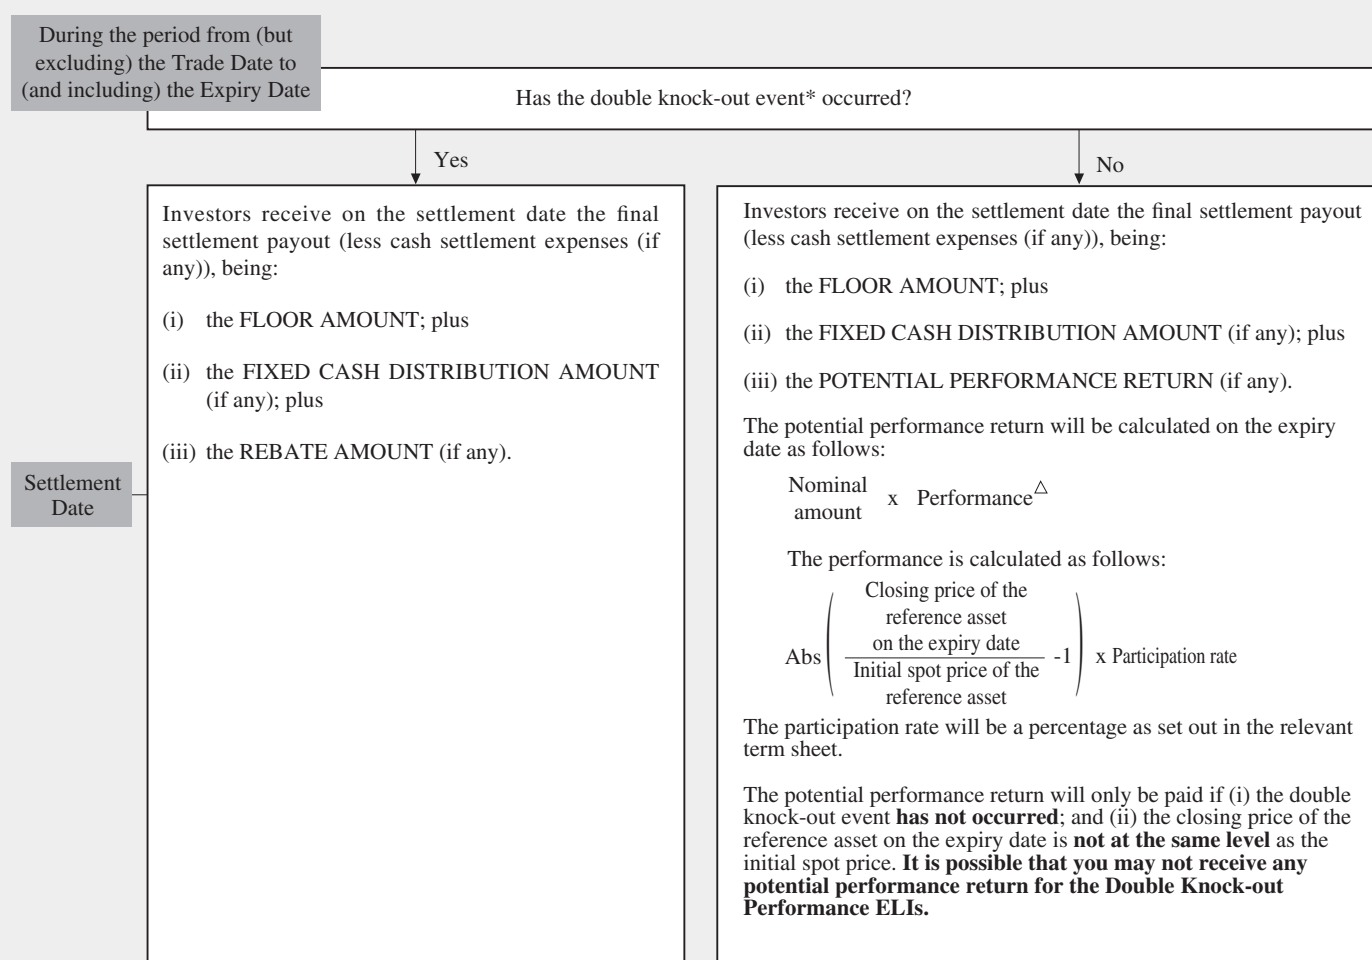 During the period from (but
excluding) the Trade Date to
(and including) the Expiry Date
Has the double knock-out event* occurred?
Yes
No
Investors receive on the settlement date the final
settlement payout (less cash settlement expenses (if
any)), being:
(i) the FLOOR AMOUNT; plus
(ii) the FIXED CASH DISTRIBUTION AMOUNT
(if any); plus
(iii) the REBATE AMOUNT (if any).
Settlement
Date
Investors receive on the settlement date the final settlement payout
(less cash settlement expenses (if any)), being:
(i) the FLOOR AMOUNT; plus
(ii) the FIXED CASH DISTRIBUTION AMOUNT (if any); plus
(iii) the POTENTIAL PERFORMANCE RETURN (if any).
The potential performance return will be calculated on the expiry
date as follows:
Nominal
amount x Performance△
The performance is calculated as follows:
Closing price of the
reference asset
on the expiry date
Abs ( -1 ) x Participation rate
Initial spot price of the
reference asset
The participation rate will be a percentage as set out in the relevant
term sheet.
The potential performance return will only be paid if (i) the double
knock-out event has not occurred; and (ii) the closing price of the
reference asset on the expiry date is not at the same level as the
initial spot price. It is possible that you may not receive any
potential performance return for the Double Knock-out
Performance ELIs.